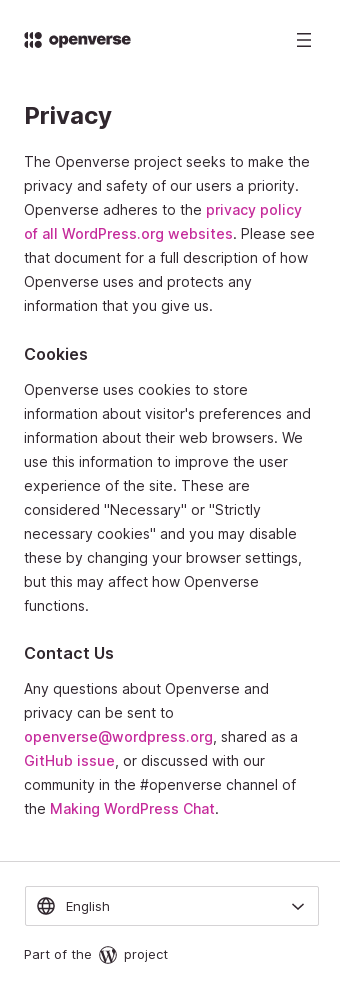 openverse
Privacy
The Openverse project seeks to make the
privacy and safety of our users a priority.
Openverse adheres to the privacy policy
of all WordPress.org websites. Please see
that document for a full description of how
Openverse uses and protects any
information that you give us.
Cookies
Openverse uses cookies to store
information about visitor's preferences and
information about their web browsers. We
use this information to improve the user
experience of the site. These are
considered "Necessary" or "Strictly
necessary cookies" and you may disable
these by changing your browser settings,
but this may affect how Openverse
functions.
Contact Us
Any questions about Openverse and
privacy can be sent to
openverse@wordpress.org, shared as a
GitHub issue, or discussed with our
community in the #openverse channel of
the Making WordPress Chat.
English
Part of the project